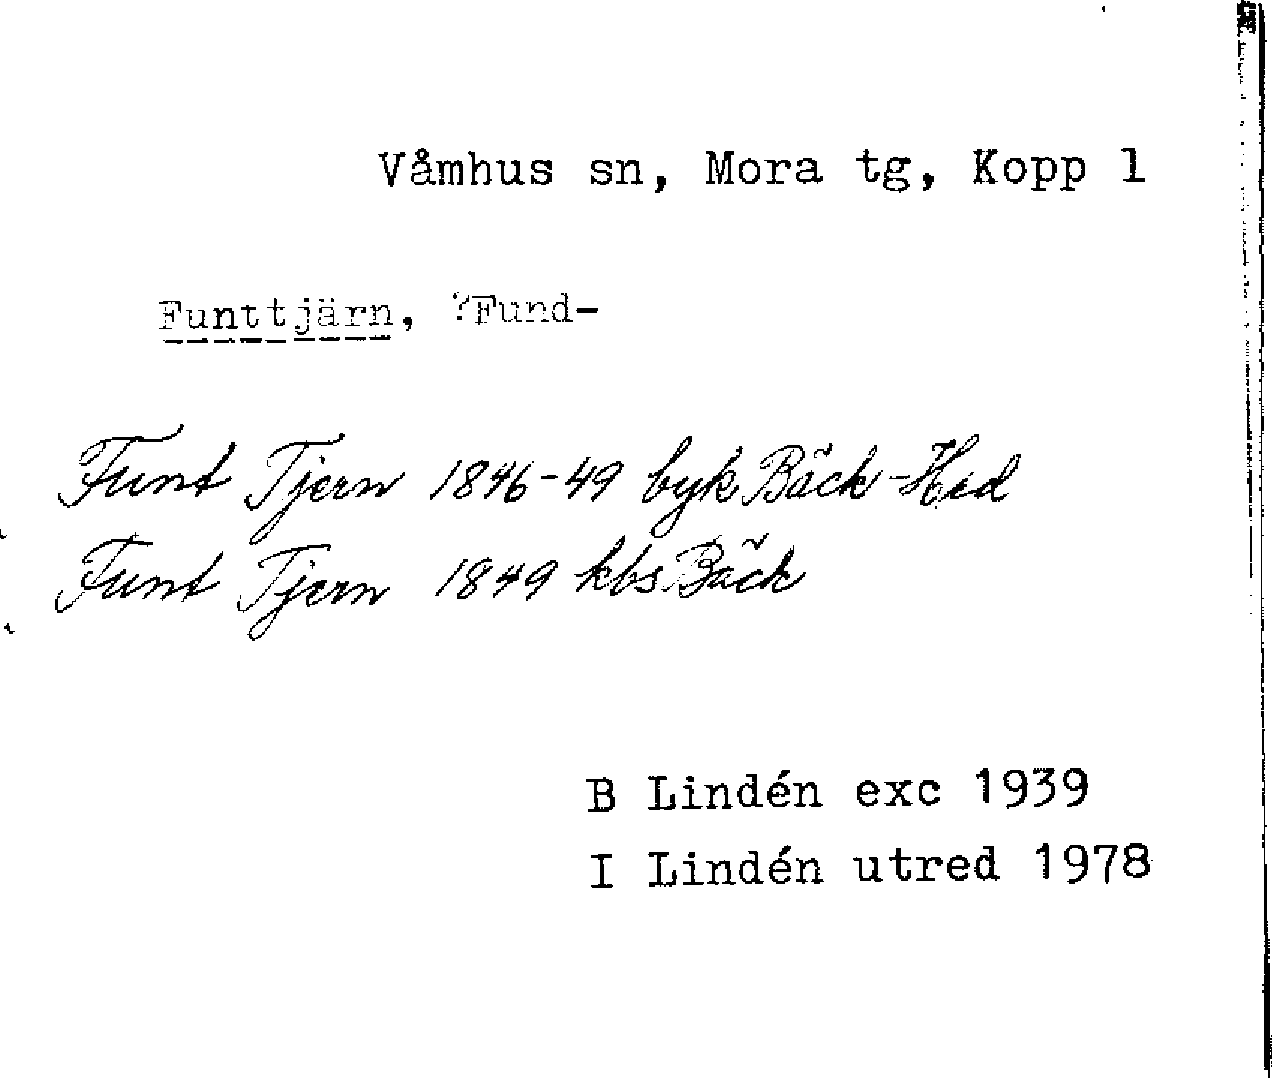 Våmhus sn, Mora tg, Kopp l
Funttjärn, ?Fund-
Funt Tjern 1846-49 byk Bäck-Hed
Funt Tjern 1849 kbs Bäck
B Lindén exc 1939
I Lindén utred 1978